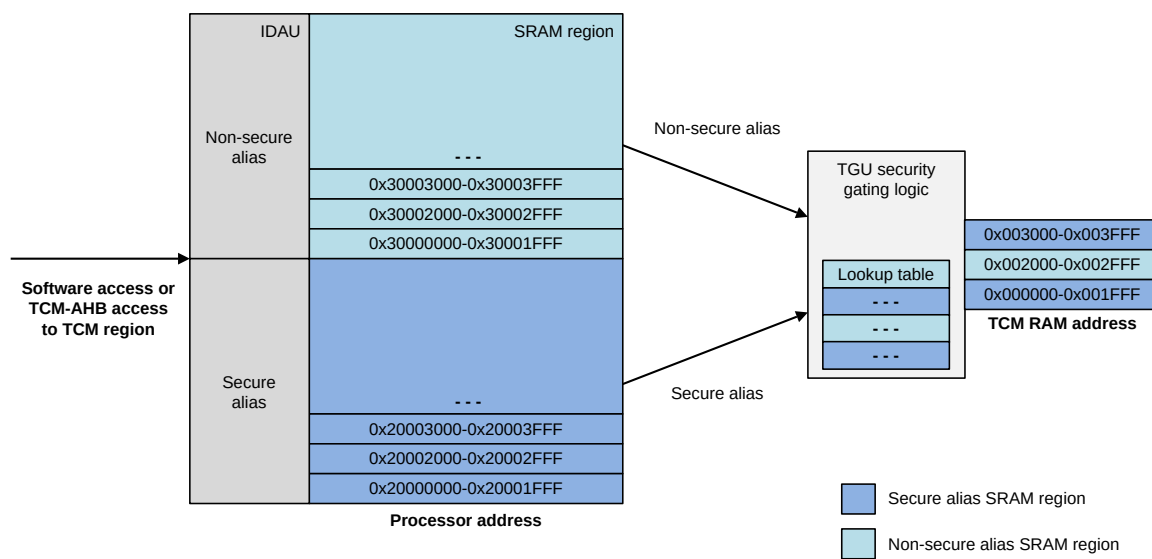 IDAU
SRAM region
Non-secure
alias
- - -
0x30003000-0x30003FFF
0x30002000-0x30002FFF
0x30000000-0x30001FFF
Software access or
TCM-AHB access
to TCM region
Secure
alias
- - -
0x20003000-0x20003FFF
0x20002000-0x20002FFF
0x20000000-0x20001FFF
Processor address
Non-secure alias
Secure alias
TGU security
gating logic
Lookup table
- - -
- - -
- - -
0x003000-0x003FFF
0x002000-0x002FFF
0x000000-0x001FFF
TCM RAM address
Secure alias SRAM region
Non-secure alias SRAM region